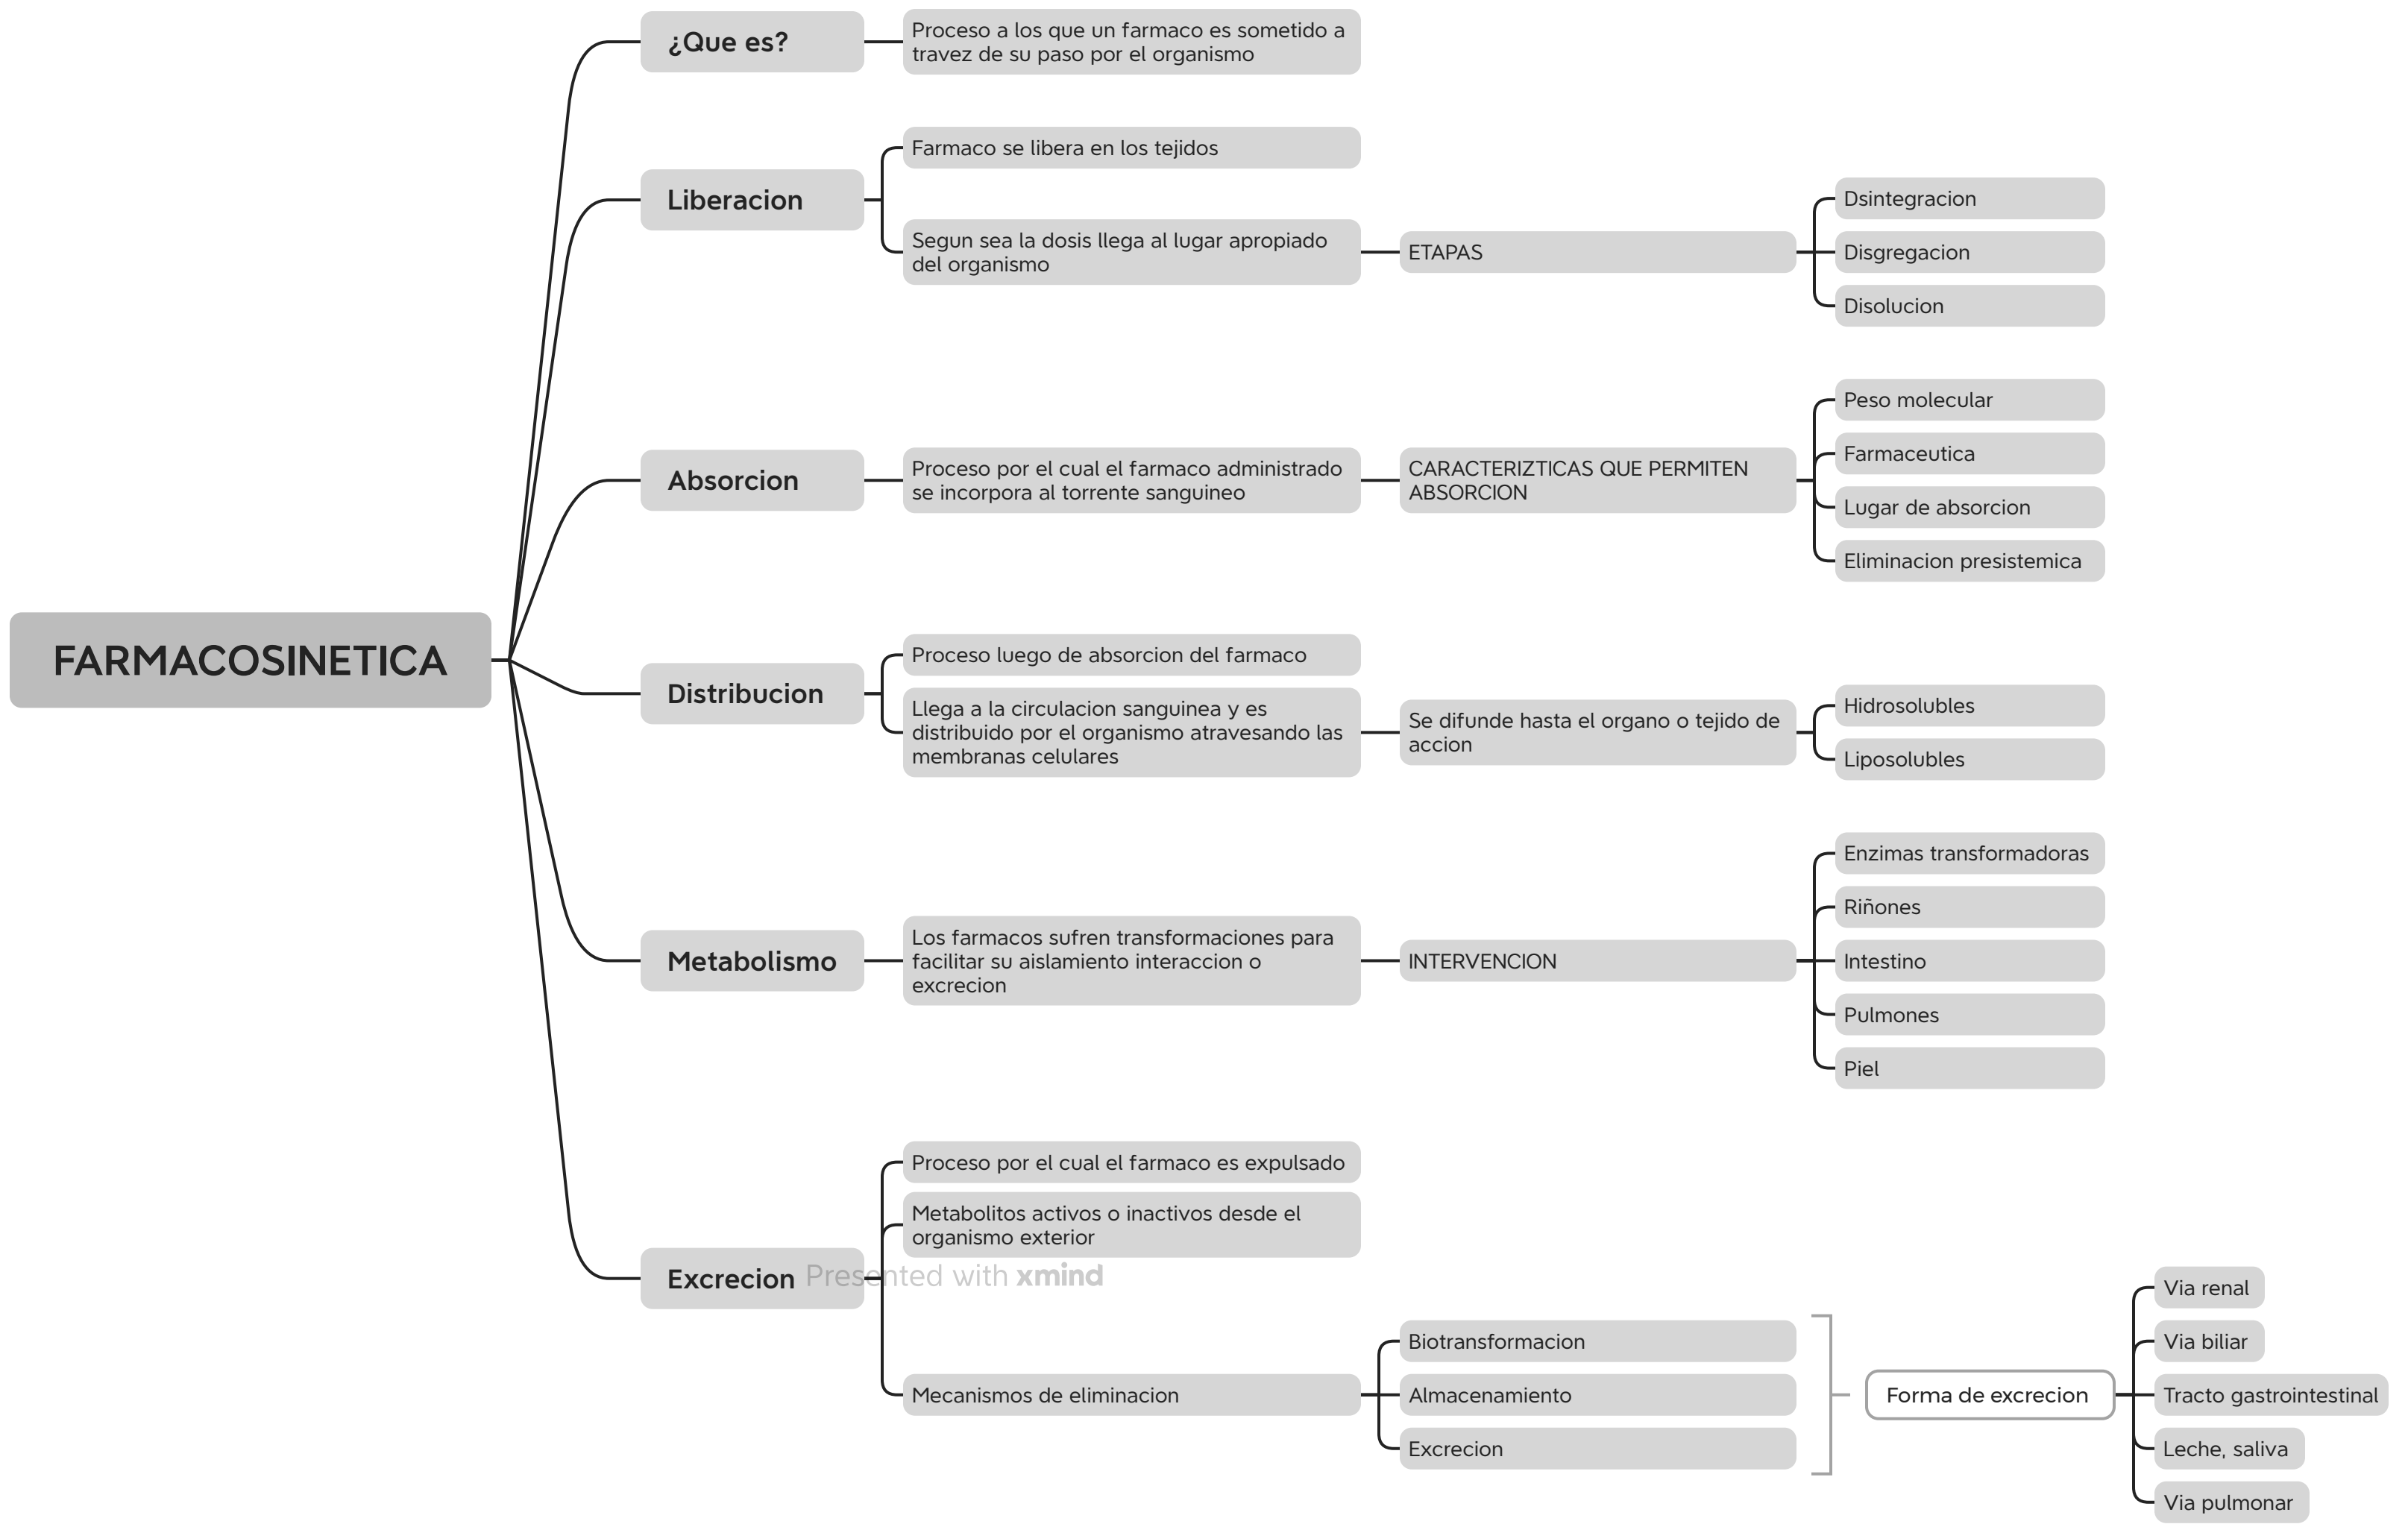 FARMACOSINETICA
¿Que es?
Proceso a los que un farmaco es sometido a
travez de su paso por el organismo
Liberacion
Farmaco se libera en los tejidos
Segun sea la dosis llega al lugar apropiado
del organismo
ETAPAS
Dsintegracion
Disgregacion
Disolucion
Absorcion
Proceso por el cual el farmaco administrado
se incorpora al torrente sanguineo
CARACTERIZTICAS QUE PERMITEN
ABSORCION
Peso molecular
Farmaceutica
Lugar de absorcion
Eliminacion presistemica
Distribucion
Proceso luego de absorcion del farmaco
Llega a la circulacion sanguinea y es
distribuido por el organismo atravesando las
membranas celulares
Se difunde hasta el organo o tejido de
accion
Hidrosolubles
Liposolubles
Metabolismo
Los farmacos sufren transformaciones para
facilitar su aislamiento interaccion o
excrecion
INTERVENCION
Enzimas transformadoras
Riñones
Intestino
Pulmones
Piel
Excrecion
Proceso por el cual el farmaco es expulsado
Metabolitos activos o inactivos desde el
organismo exterior
Mecanismos de eliminacion
Biotransformacion
Almacenamiento
Excrecion
Forma de excrecion
Via renal
Via biliar
Tracto gastrointestinal
Leche, saliva
Via pulmonar
Presented with xmind